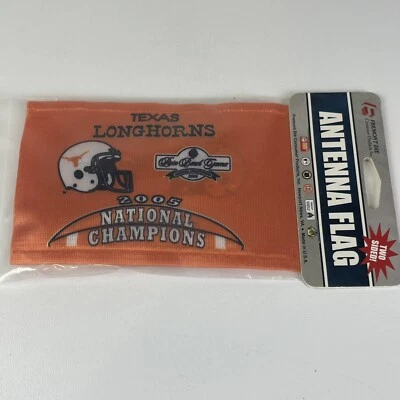 TEXAS
LONGHORNS
Rose Bowl Game
2005
NATIONAL
CHAMPIONS
ANTENNA FLAG
TWO
SIDED!!